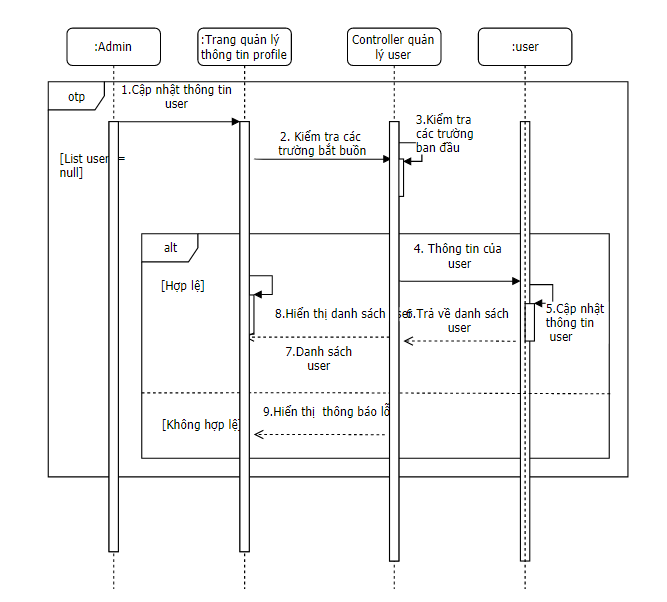 :Admin
:Trang quản lý
thông tin profile
Controller quản
lý user
:user
otp
1.Cập nhật thông tin
user
[List user =
null]
2. Kiểm tra các
trường bắt buồn
3.Kiểm tra
các trường
ban đầu
alt
[Hợp lệ]
4. Thông tin của
user
5.Cập nhật
thông tin
user
6.Trả về danh sách
user
8.Hiển thị danh sách
7.Danh sách
user
9.Hiển thị thông báo lỗ
[Không hợp lệ]